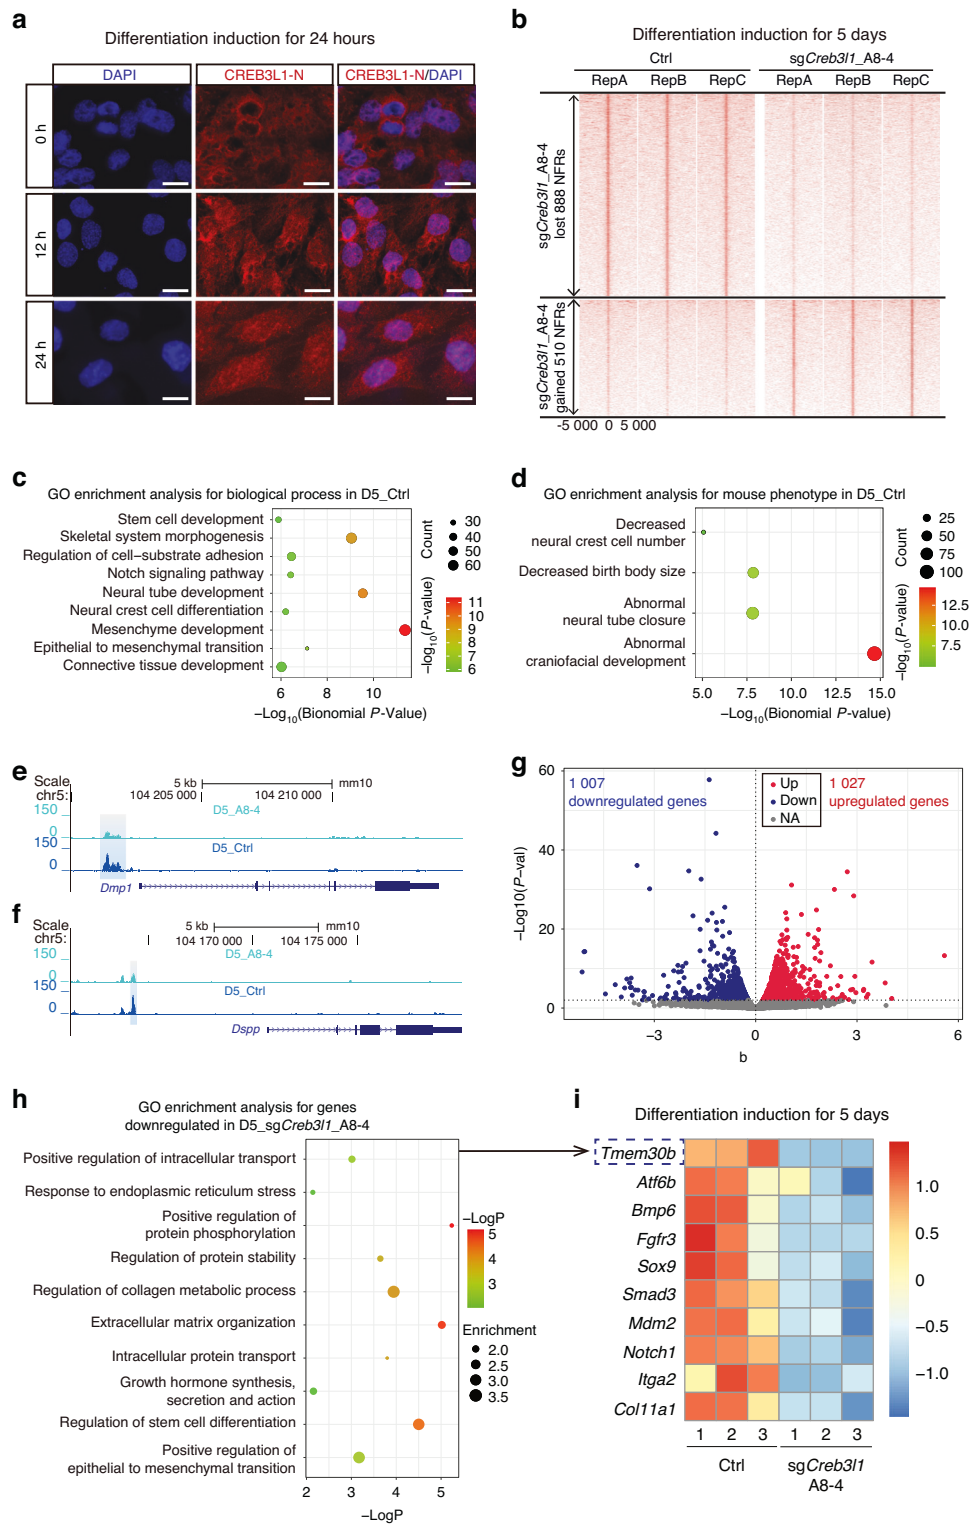 a
Differentiation induction for 24 hours
DAPI
CREB3L1-N
CREB3L1-N/DAPI
0 h
12 h
24 h
b
Differentiation induction for 5 days
Ctrl
sgCreb3l1_A8-4
RepA
RepB
RepC
RepA
RepB
RepC
sgCreb3l1_A8-4
lost 888 NFRs
sgCreb3l1_A8-4
gained 510 NFRs
-5 000 0 5 000
c
GO enrichment analysis for biological process in D5_Ctrl
Stem cell development
Skeletal system morphogenesis
Regulation of cell–substrate adhesion
Notch signaling pathway
Neural tube development
Neural crest cell differentiation
Mesenchyme development
Epithelial to mesenchymal transition
Connective tissue development
6
8
10
−Log10(Bionomial P-Value)
Count
30
40
50
60
−log10(P-value)
11
10
9
8
7
6
d
GO enrichment analysis for mouse phenotype in D5_Ctrl
Decreased
neural crest cell number
Decreased birth body size
Abnormal
neural tube closure
Abnormal
craniofacial development
5.0
7.5
10.0
12.5
15.0
−Log10(Bionomial P-Value)
Count
25
50
75
100
−log10(P-value)
12.5
10.0
7.5
e
Scale
5 kb
mm10
chr5:
104 205 000
104 210 000
150
D5_A8-4
0
150
D5_Ctrl
0
Dmp1
f
Scale
5 kb
mm10
chr5:
104 170 000
104 175 000
150
D5_A8-4
0
150
D5_Ctrl
0
Dspp
g
60
40
20
0
−Log10(P−val)
1 007
downregulated genes
Up
Down
NA
1 027
upregulated genes
−3
0
3
6
b
h
GO enrichment analysis for genes
downregulated in D5_sgCreb3l1_A8-4
Positive regulation of intracellular transport
Response to endoplasmic reticulum stress
Positive regulation of
protein phosphorylation
Regulation of protein stability
Regulation of collagen metabolic process
Extracellular matrix organization
Intracellular protein transport
Growth hormone synthesis,
secretion and action
Regulation of stem cell differentiation
Positive regulation of
epithelial to mesenchymal transition
2
3
4
5
−LogP
−LogP
5
4
3
Enrichment
2.0
2.5
3.0
3.5
i
Differentiation induction for 5 days
Tmem30b
Atf6b
Bmp6
Fgfr3
Sox9
Smad3
Mdm2
Notch1
Itga2
Col11a1
1
2
3
1
2
3
Ctrl
sgCreb3l1
A8-4
1.0
0.5
0
−0.5
−1.0